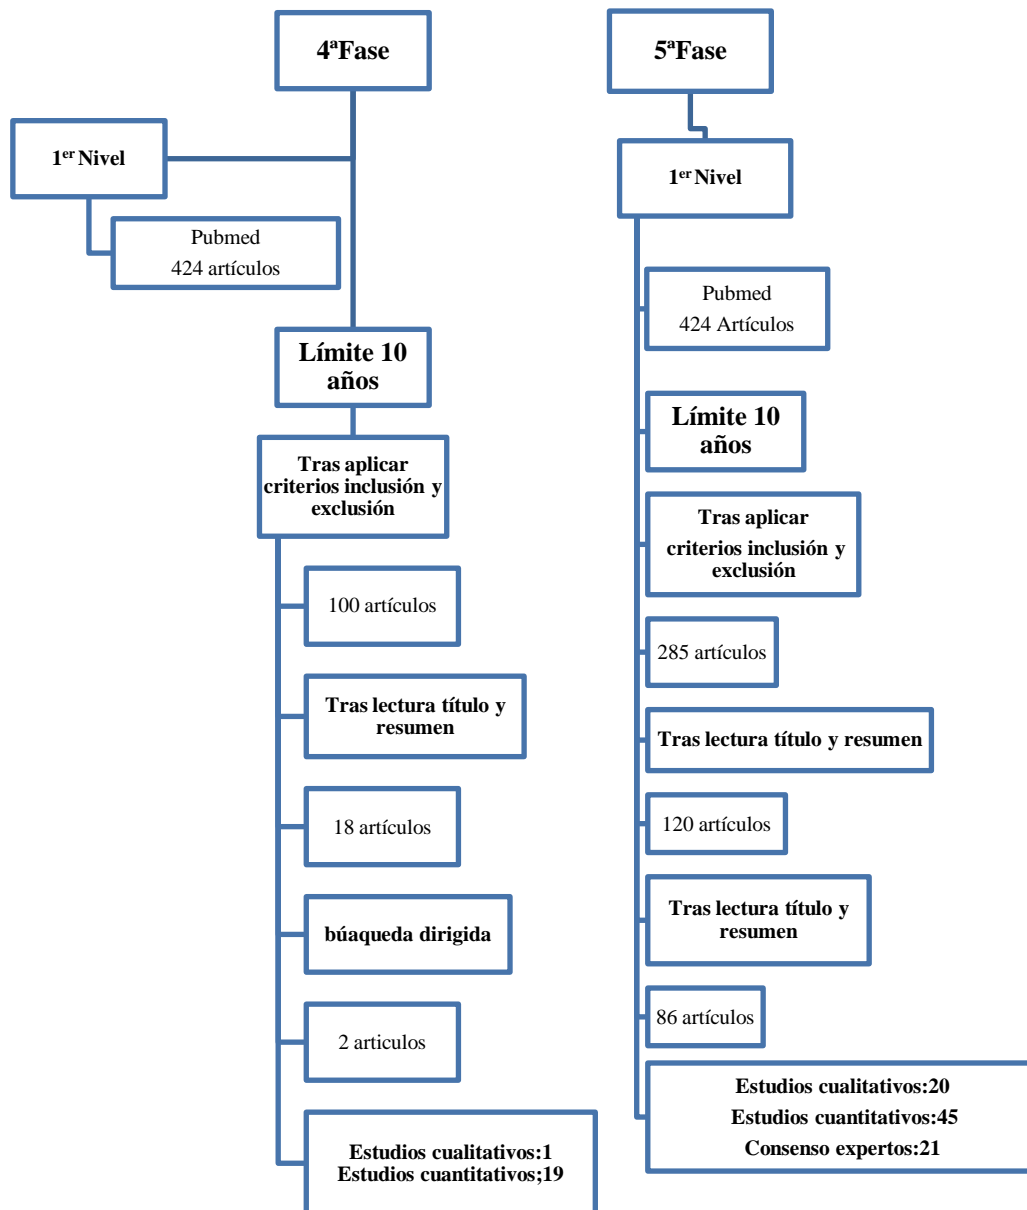 4ªFase
1er Nivel
Pubmed
424 artículos
Límite 10
años
Tras aplicar
criterios inclusión y
exclusión
100 artículos
Tras lectura título y
resumen
18 artículos
búaqueda dirigida
2 articulos
Estudios cualitativos:1
Estudios cuantitativos;19
5ªFase
1er Nivel
Pubmed
424 Artículos
Límite 10
años
Tras aplicar
criterios inclusión y
exclusión
285 artículos
Tras lectura título y resumen
120 artículos
Tras lectura título y
resumen
86 artículos
Estudios cualitativos:20
Estudios cuantitativos:45
Consenso expertos:21